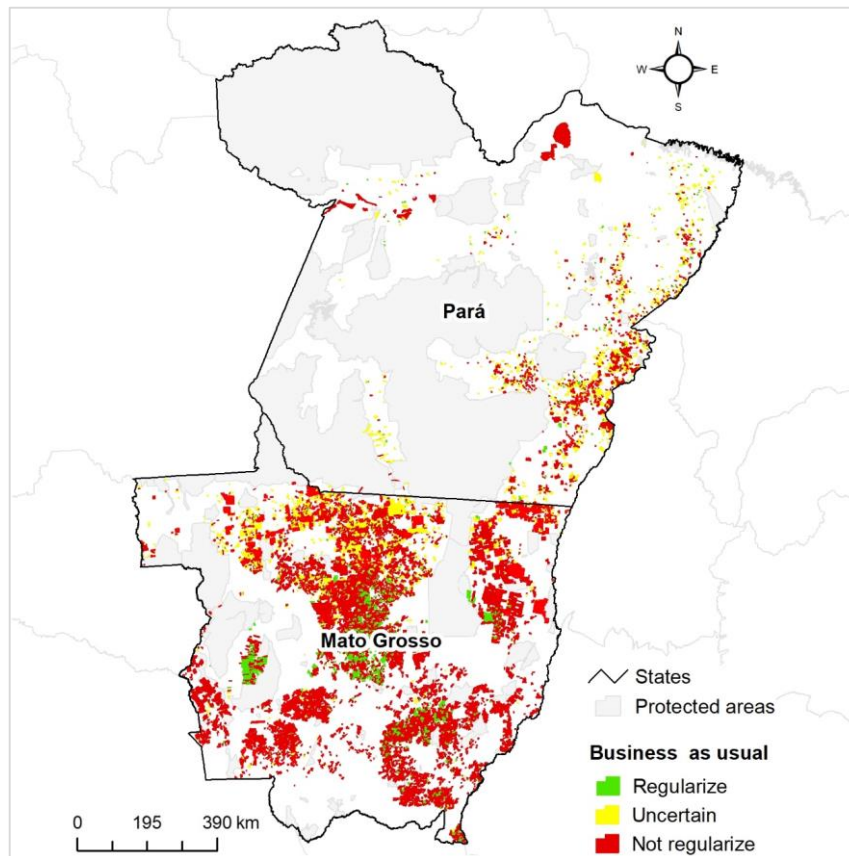 N
W E
S
Pará
Mato Grosso
States
Protected areas
Business as usual
Regularize
Uncertain
Not regularize
0 195 390 km